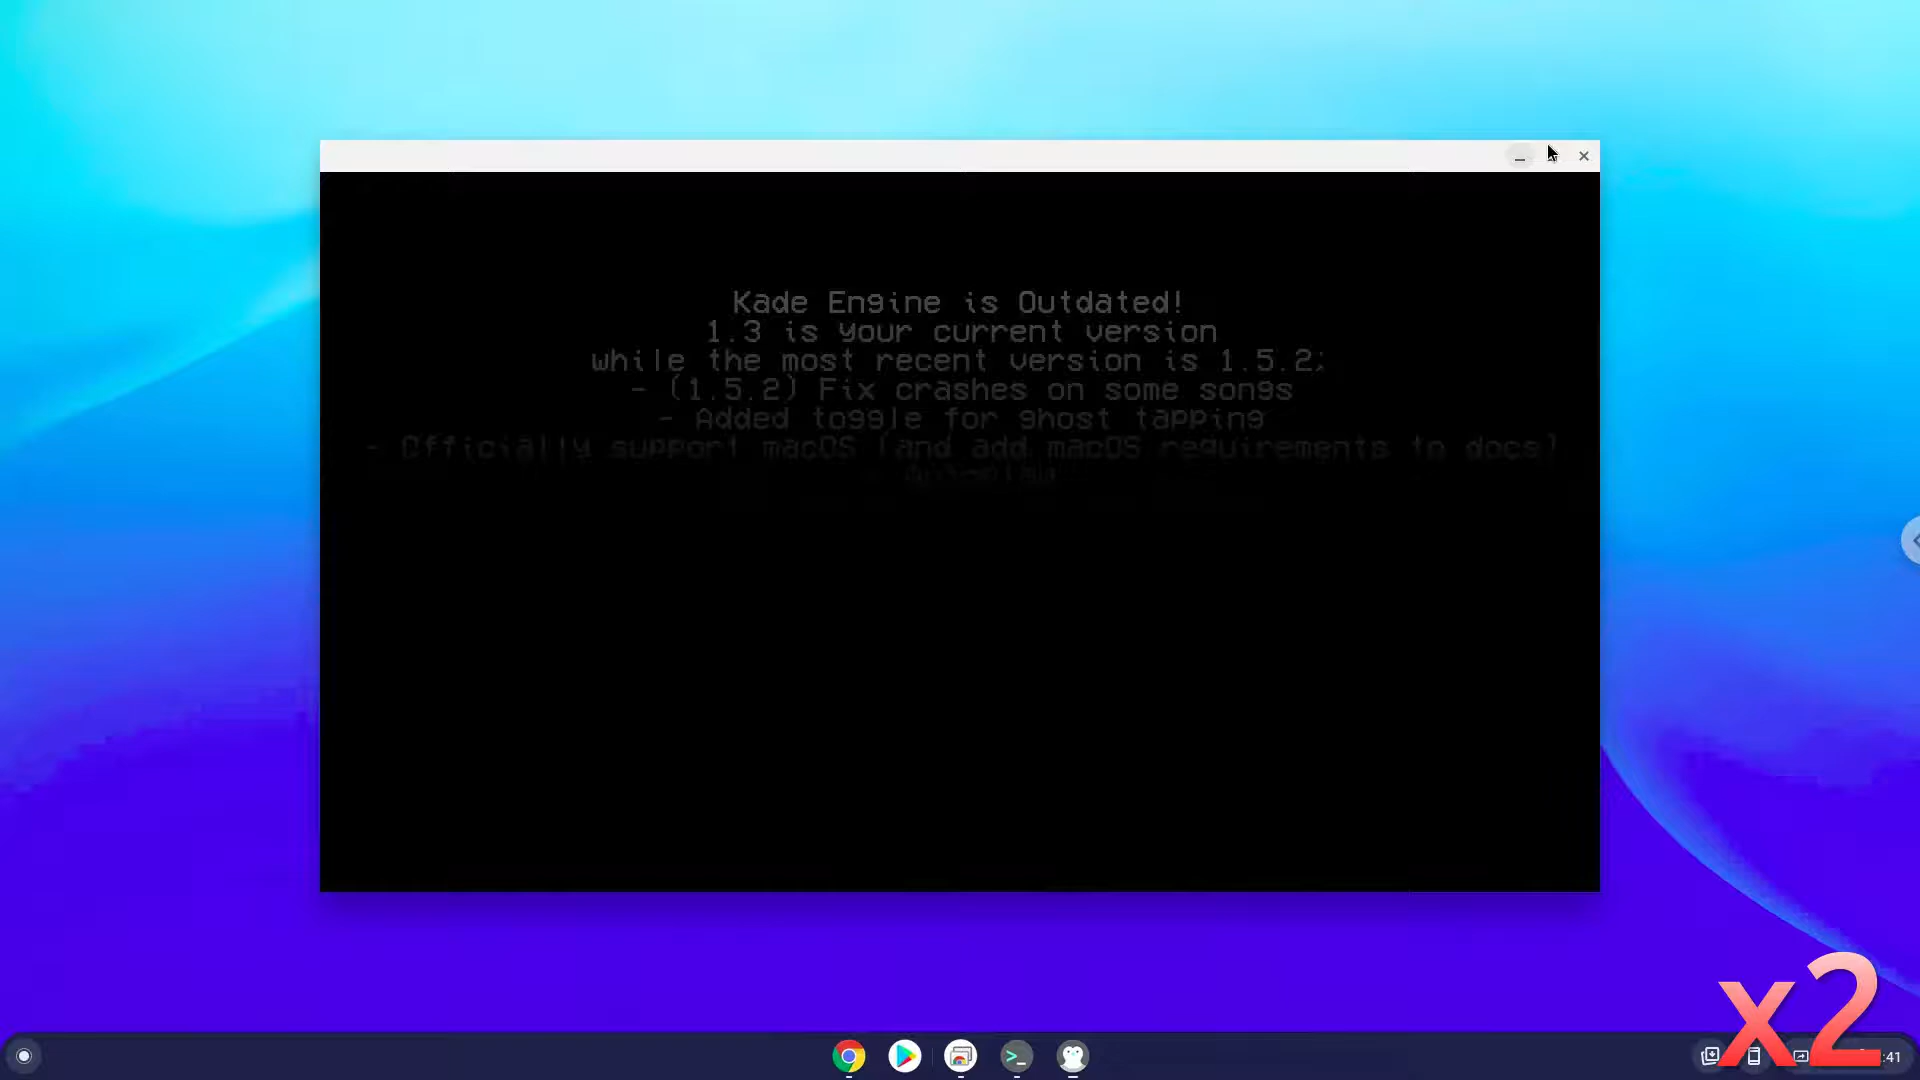 Kade Engine is Outdated!
1.3 is your current version
while the most recent version is 1.5.2;
- (1.5.2) Fix crashes on some songs
- Added toggle for ghost tapping
- Officially support macOS (and add macOS requirements to docs)
x2
:41